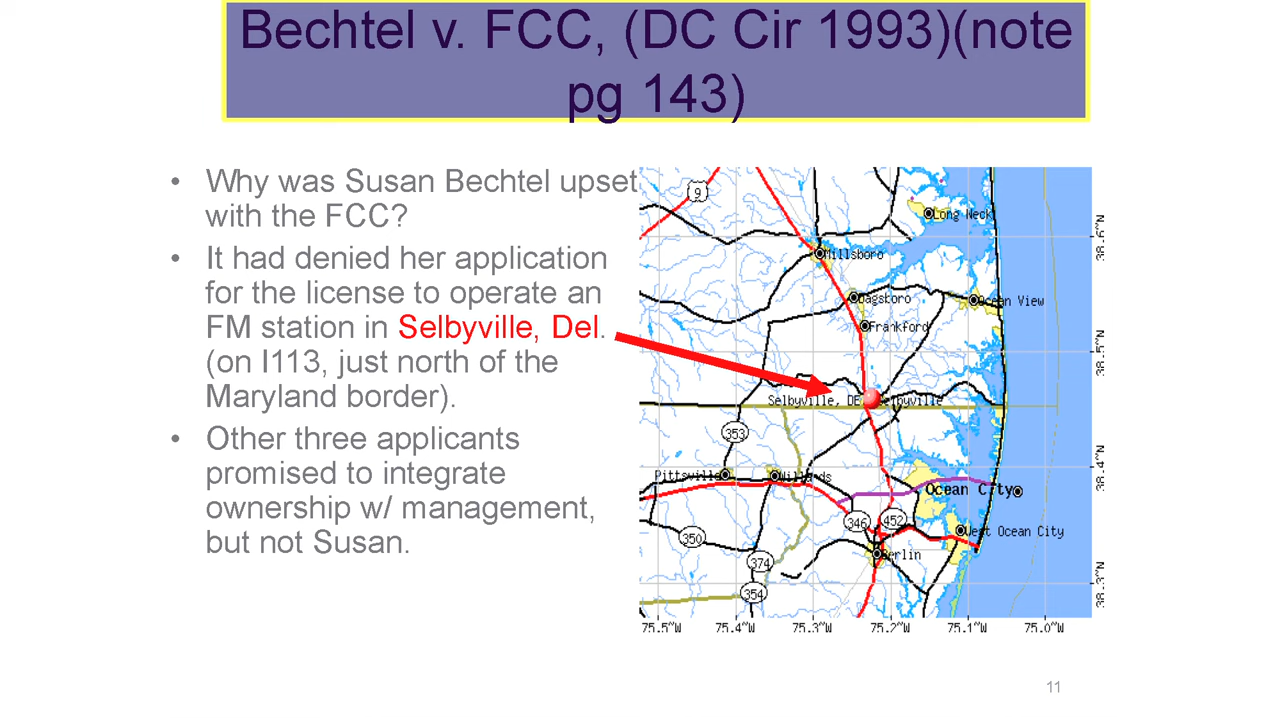 Bechtel v. FCC, (DC Cir 1993)(note
pg 143)
• Why was Susan Bechtel upset
with the FCC?
• It had denied her application
for the license to operate an
FM station in Selbyville, Del.
(on I113, just north of the
Maryland border).
• Other three applicants
promised to integrate
ownership w/ management,
but not Susan.
9
Long Neck
38.6°N
Millsboro
Dagsboro
Ocean View
Frankford
38.5°N
Selbyville, DE
Selbyville
353
Pittsville
Willards
38.4°N
Ocean City
346
452
350
West Ocean City
Berlin
374
354
38.3°N
75.5°W 75.4°W 75.3°W 75.2°W 75.1°W 75.0°W
11